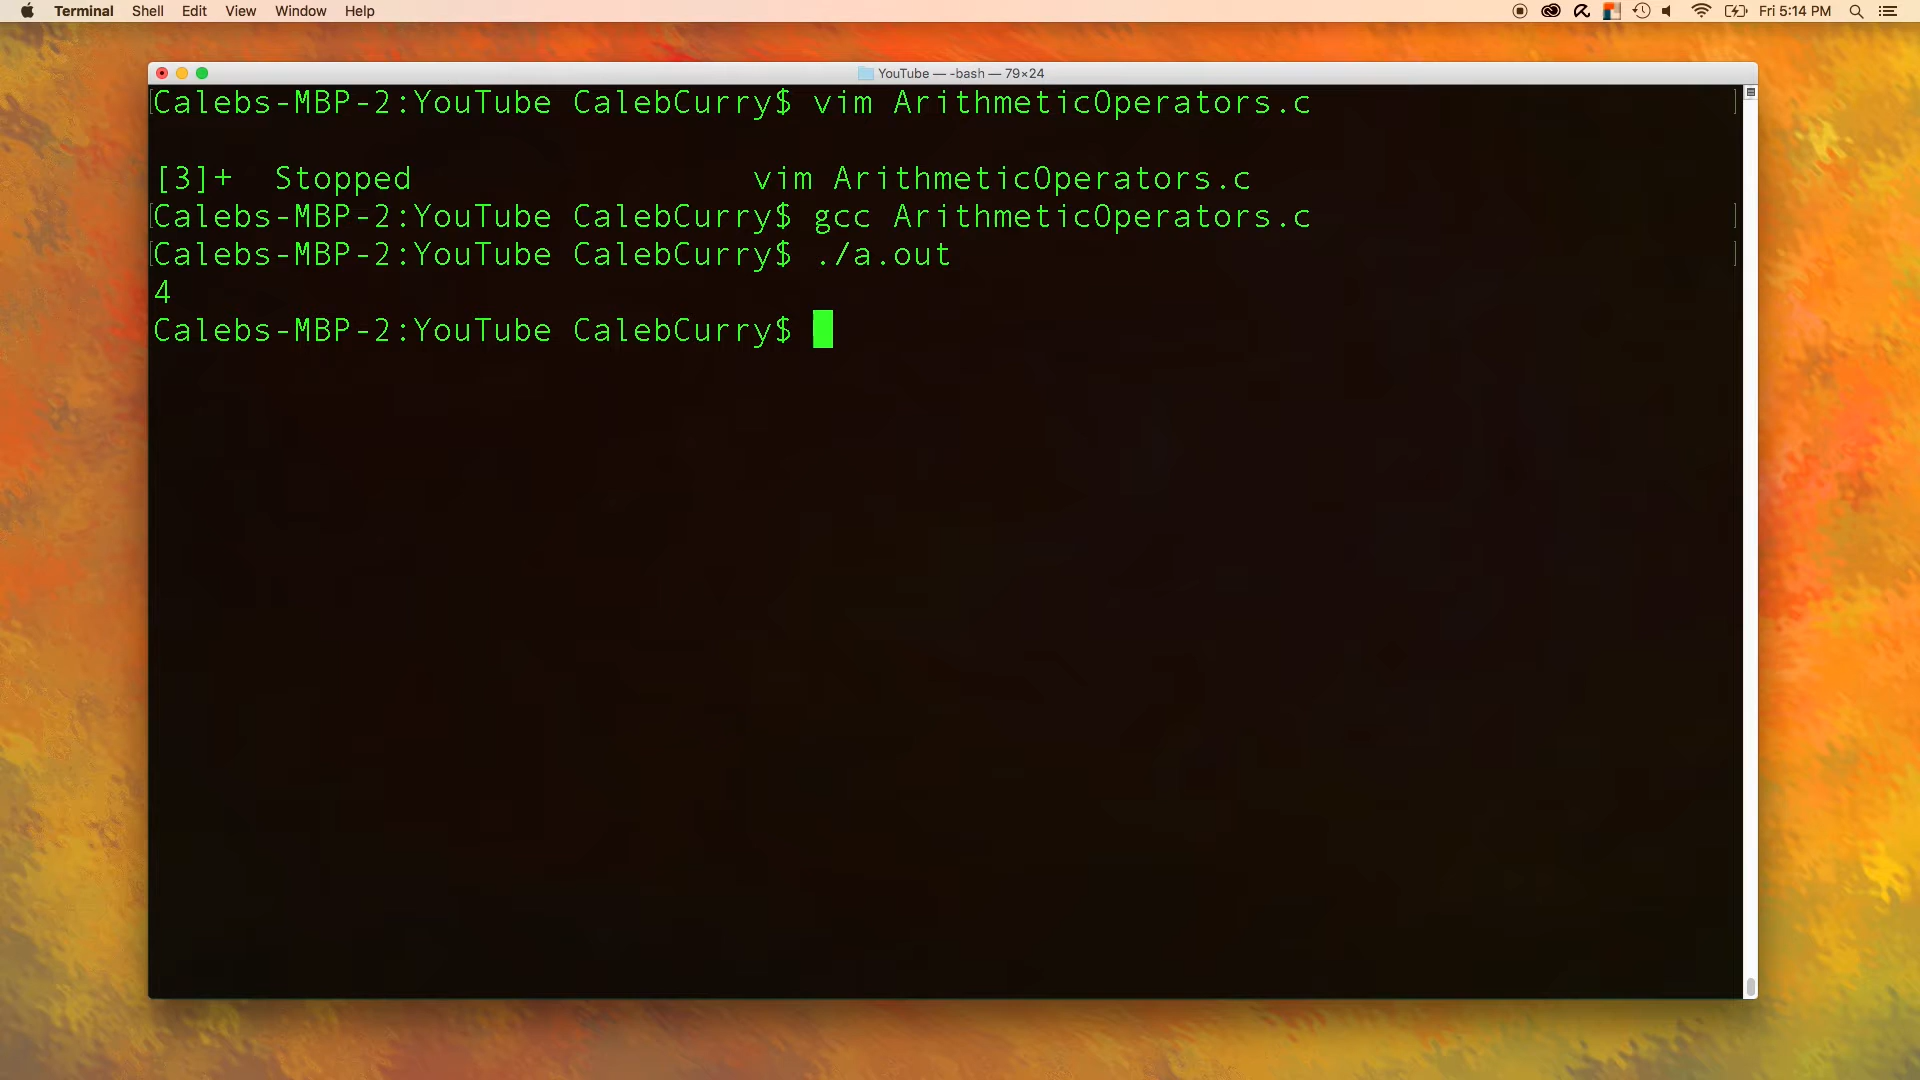 Terminal Shell Edit View Window Help Fri 5:14 PM
YouTube — -bash — 79×24
[Calebs-MBP-2:YouTube CalebCurry$ vim ArithmeticOperators.c ]
[3]+  Stopped                 vim ArithmeticOperators.c
[Calebs-MBP-2:YouTube CalebCurry$ gcc ArithmeticOperators.c ]
[Calebs-MBP-2:YouTube CalebCurry$ ./a.out ]
4
Calebs-MBP-2:YouTube CalebCurry$